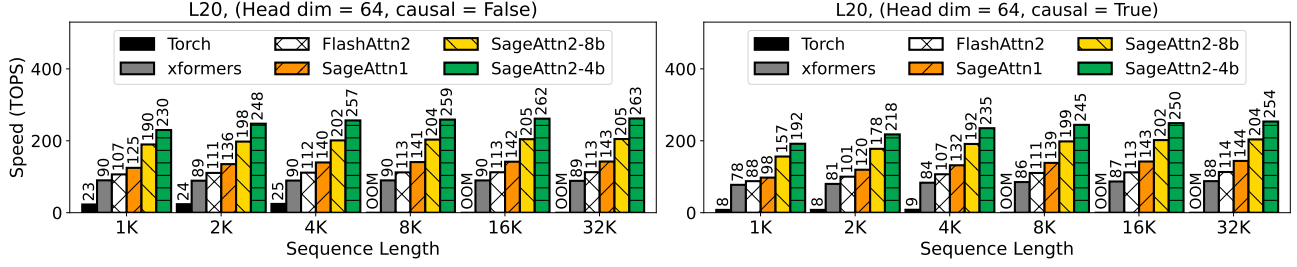 L20, (Head dim = 64, causal = False)
Speed (TOPS)
400
200
0
Torch
FlashAttn2
SageAttn2-8b
xformers
SageAttn1
SageAttn2-4b
23 90 107 125 190 230
24 89 111 136 198 248
25 90 112 140 202 257
OOM 90 113 141 204 259
OOM 90 113 142 205 262
OOM 89 113 143 205 263
1K 2K 4K 8K 16K 32K
Sequence Length
L20, (Head dim = 64, causal = True)
400
200
0
Torch
FlashAttn2
SageAttn2-8b
xformers
SageAttn1
SageAttn2-4b
8 78 88 98 157 192
8 81 101 120 178 218
9 84 107 132 192 235
OOM 86 111 139 199 245
OOM 87 113 143 202 250
OOM 88 114 144 204 254
1K 2K 4K 8K 16K 32K
Sequence Length